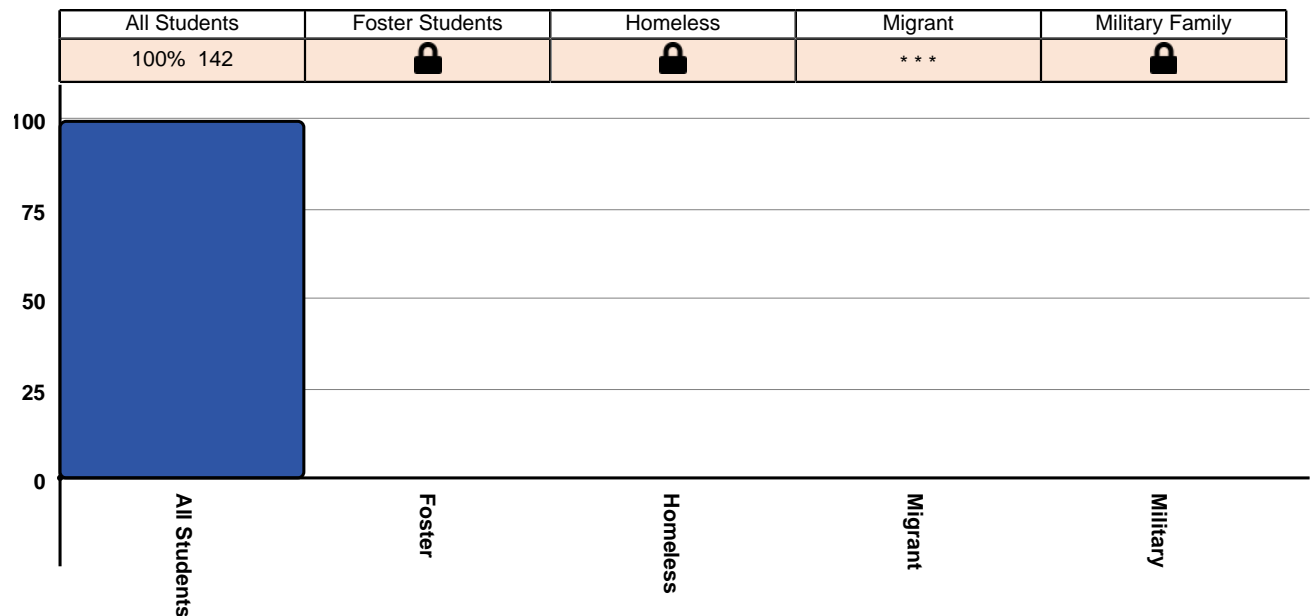 All Students Foster Students Homeless Migrant Military Family
100% 142 * * *
100
75
50
25
0
All Students Foster Homeless Migrant Military